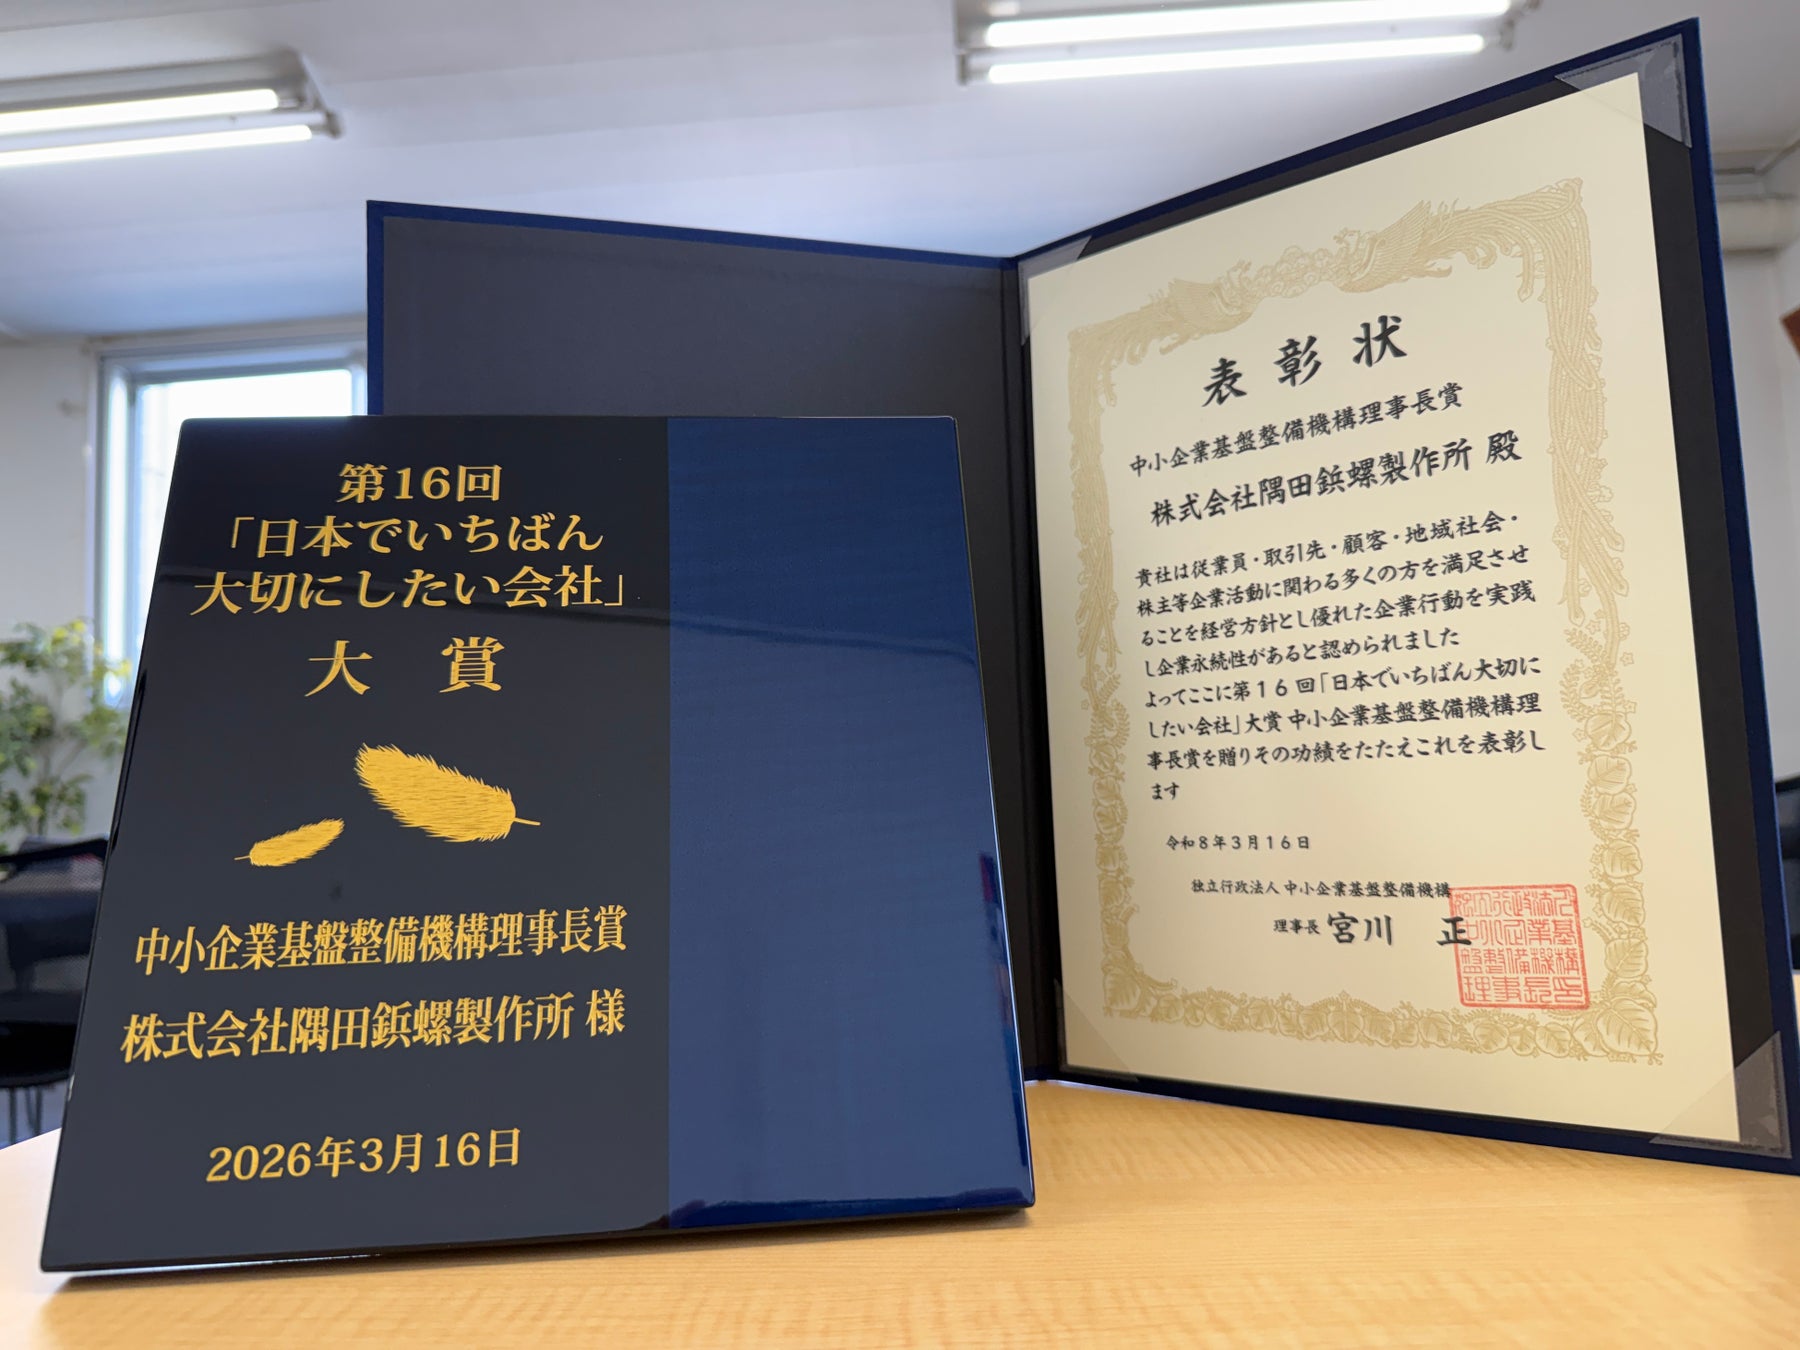 第16回
「日本でいちばん
大切にしたい会社」
大 賞
中小企業基盤整備機構理事長賞
株式会社隅田鋲螺製作所 様
2026年3月16日
表彰状
中小企業基盤整備機構理事長賞
株式会社隅田鋲螺製作所 殿
貴社は従業員・取引先・顧客・地域社会・
株主等企業活動に関わる多くの方を満足させ
ることを経営方針とし優れた企業行動を実践
し企業永続性があると認められました
よってここに第16回「日本でいちばん大切に
したい会社」大賞 中小企業基盤整備機構理
事長賞を贈りその功績をたたえこれを表彰し
ます
令和8年3月16日
独立行政法人 中小企業基盤整備機構
理事長 宮川 正